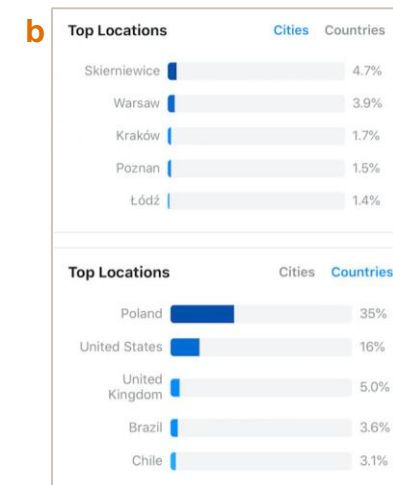 b
Top Locations Cities Countries
Skierniewice 4.7%
Warsaw 3.9%
Kraków 1.7%
Poznan 1.5%
Łódź 1.4%
Top Locations Cities Countries
Poland 35%
United States 16%
United
Kingdom 5.0%
Brazil 3.6%
Chile 3.1%